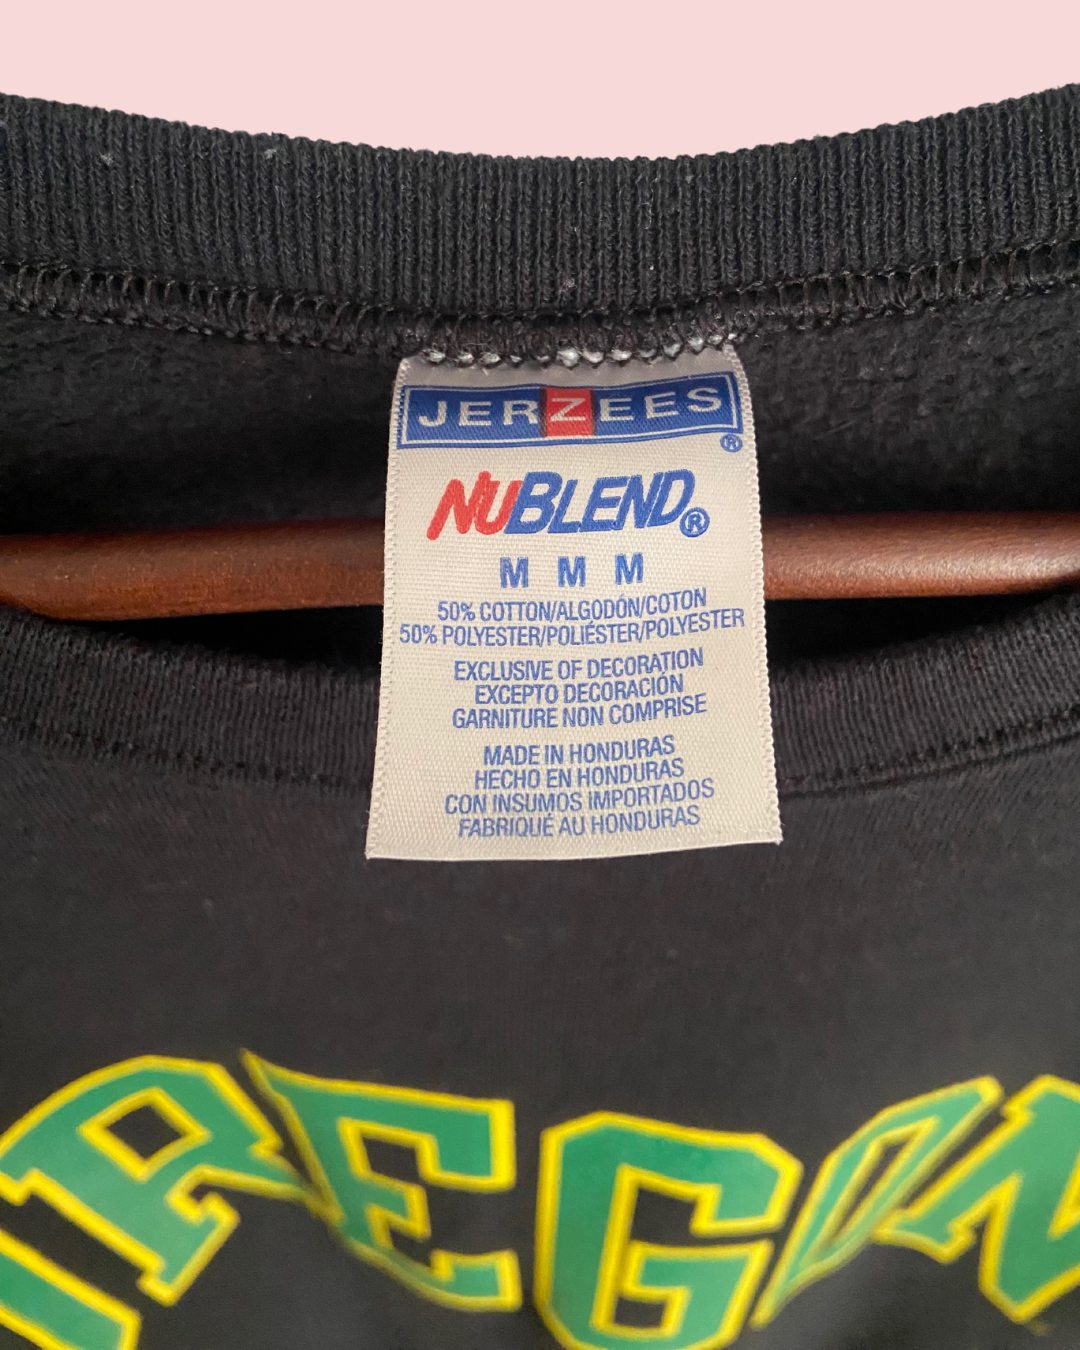 JERZEES®
NUBLEND®
M M M
50% COTTON/ALGODÓN/COTON
50% POLYESTER/POLIÉSTER/POLYESTER
EXCLUSIVE OF DECORATION
EXCEPTO DECORACIÓN
GARNITURE NON COMPRISE
MADE IN HONDURAS
HECHO EN HONDURAS
CON INSUMOS IMPORTADOS
FABRIQUÉ AU HONDURAS
REGON